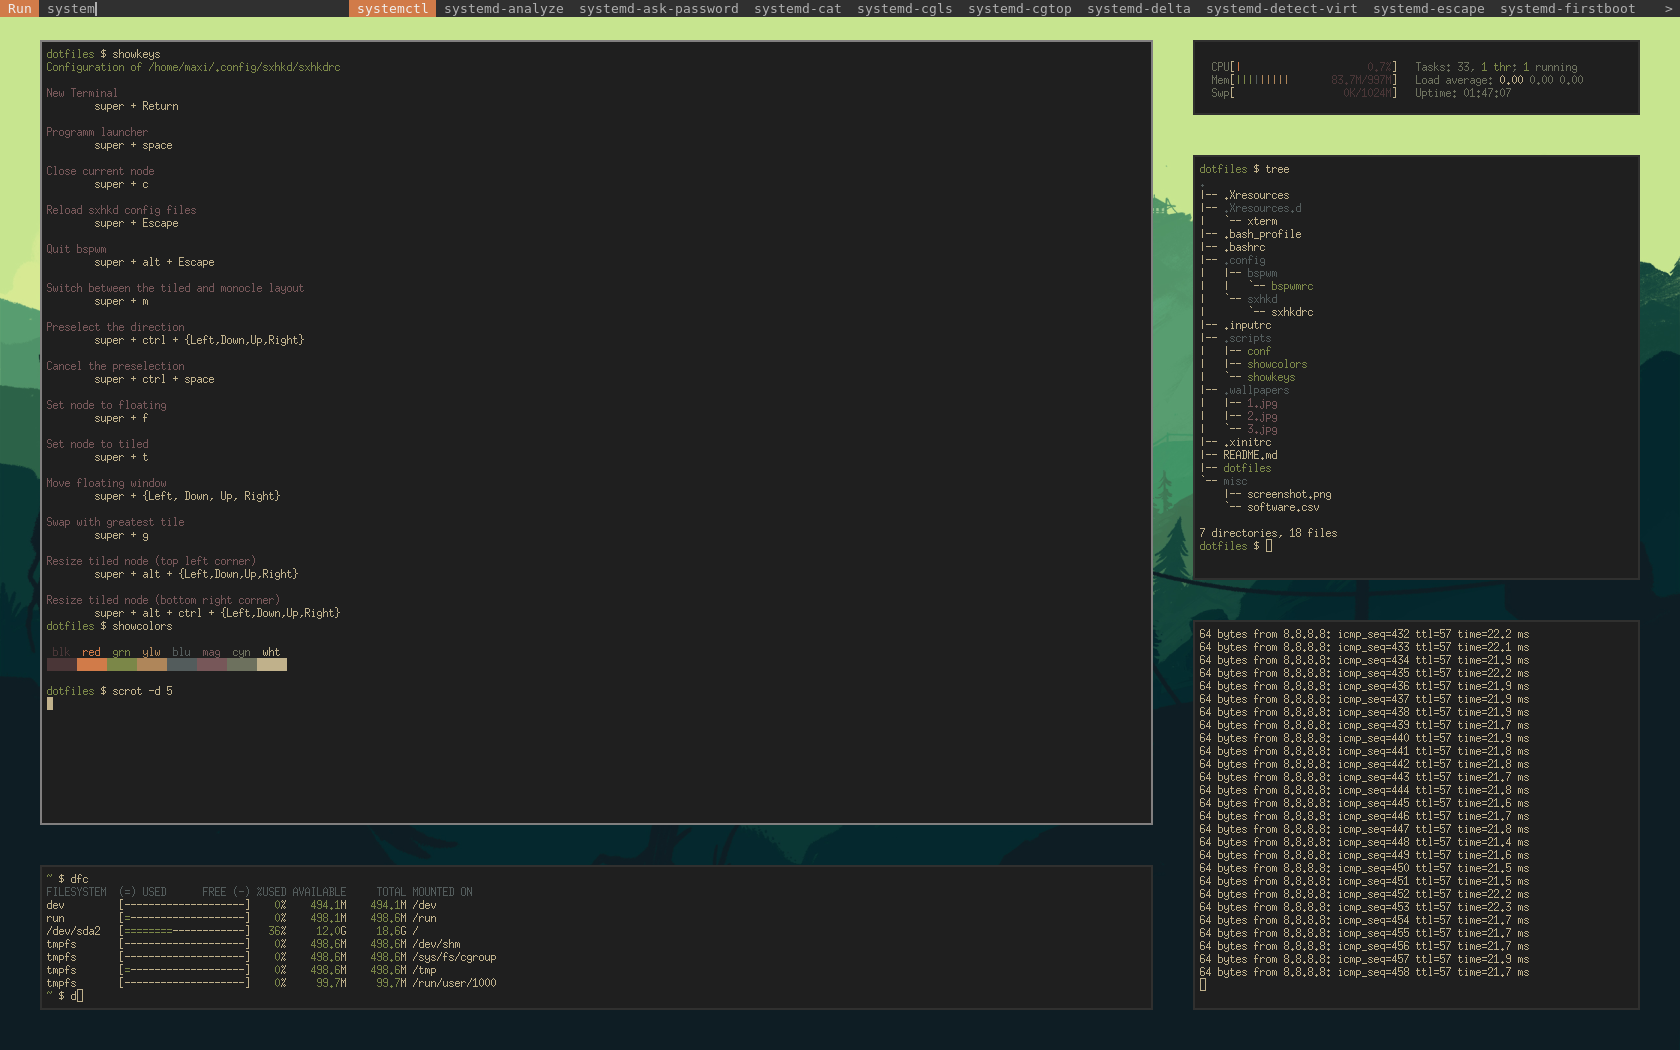 Run system systemctl systemd-analyze systemd-ask-password systemd-cat systemd-cgls systemd-cgtop systemd-delta systemd-detect-virt systemd-escape systemd-firstboot >
dotfiles $ showkeys
Configuration of /home/maxi/.config/sxhkd/sxhkdrc
New Terminal
super + Return
Programm launcher
super + space
Close current node
super + c
Reload sxhkd config files
super + Escape
Quit bspwm
super + alt + Escape
Switch between the tiled and monocle layout
super + m
Preselect the direction
super + ctrl + {Left,Down,Up,Right}
Cancel the preselection
super + ctrl + space
Set node to floating
super + f
Set node to tiled
super + t
Move floating window
super + {Left, Down, Up, Right}
Swap with greatest tile
super + g
Resize tiled node (top left corner)
super + alt + {Left,Down,Up,Right}
Resize tiled node (bottom right corner)
super + alt + ctrl + {Left,Down,Up,Right}
dotfiles $ showcolors
blk red grn ylw blu mag cyn wht
dotfiles $ scrot -d 5
~ $ dfc
FILESYSTEM (=) USED FREE (-) %USED AVAILABLE TOTAL MOUNTED ON
dev [--------------------] 0% 494.1M 494.1M /dev
run [=-------------------] 0% 498.1M 498.6M /run
/dev/sda2 [========------------] 36% 12.0G 18.6G /
tmpfs [--------------------] 0% 498.6M 498.6M /dev/shm
tmpfs [--------------------] 0% 498.6M 498.6M /sys/fs/cgroup
tmpfs [=-------------------] 0% 498.6M 498.6M /tmp
tmpfs [--------------------] 0% 99.7M 99.7M /run/user/1000
~ $ d
CPU[| 0.7%] Tasks: 33, 1 thr; 1 running
Mem[||||||||| 83.7M/997M] Load average: 0.00 0.00 0.00
Swp[ 0K/1024M] Uptime: 01:47:07
dotfiles $ tree
.
|-- .Xresources
|-- .Xresources.d
|   `-- xterm
|-- .bash_profile
|-- .bashrc
|-- .config
|   |-- bspwm
|   |   `-- bspwmrc
|   `-- sxhkd
|       `-- sxhkdrc
|-- .inputrc
|-- .scripts
|   |-- conf
|   |-- showcolors
|   `-- showkeys
|-- .wallpapers
|   |-- 1.jpg
|   |-- 2.jpg
|   `-- 3.jpg
|-- .xinitrc
|-- README.md
|-- dotfiles
`-- misc
    |-- screenshot.png
    `-- software.csv
7 directories, 18 files
dotfiles $
64 bytes from 8.8.8.8: icmp_seq=432 ttl=57 time=22.2 ms
64 bytes from 8.8.8.8: icmp_seq=433 ttl=57 time=22.1 ms
64 bytes from 8.8.8.8: icmp_seq=434 ttl=57 time=21.9 ms
64 bytes from 8.8.8.8: icmp_seq=435 ttl=57 time=22.2 ms
64 bytes from 8.8.8.8: icmp_seq=436 ttl=57 time=21.9 ms
64 bytes from 8.8.8.8: icmp_seq=437 ttl=57 time=21.9 ms
64 bytes from 8.8.8.8: icmp_seq=438 ttl=57 time=21.9 ms
64 bytes from 8.8.8.8: icmp_seq=439 ttl=57 time=21.7 ms
64 bytes from 8.8.8.8: icmp_seq=440 ttl=57 time=21.9 ms
64 bytes from 8.8.8.8: icmp_seq=441 ttl=57 time=21.8 ms
64 bytes from 8.8.8.8: icmp_seq=442 ttl=57 time=21.8 ms
64 bytes from 8.8.8.8: icmp_seq=443 ttl=57 time=21.7 ms
64 bytes from 8.8.8.8: icmp_seq=444 ttl=57 time=21.8 ms
64 bytes from 8.8.8.8: icmp_seq=445 ttl=57 time=21.6 ms
64 bytes from 8.8.8.8: icmp_seq=446 ttl=57 time=21.7 ms
64 bytes from 8.8.8.8: icmp_seq=447 ttl=57 time=21.8 ms
64 bytes from 8.8.8.8: icmp_seq=448 ttl=57 time=21.4 ms
64 bytes from 8.8.8.8: icmp_seq=449 ttl=57 time=21.6 ms
64 bytes from 8.8.8.8: icmp_seq=450 ttl=57 time=21.5 ms
64 bytes from 8.8.8.8: icmp_seq=451 ttl=57 time=21.5 ms
64 bytes from 8.8.8.8: icmp_seq=452 ttl=57 time=22.2 ms
64 bytes from 8.8.8.8: icmp_seq=453 ttl=57 time=22.3 ms
64 bytes from 8.8.8.8: icmp_seq=454 ttl=57 time=21.7 ms
64 bytes from 8.8.8.8: icmp_seq=455 ttl=57 time=21.7 ms
64 bytes from 8.8.8.8: icmp_seq=456 ttl=57 time=21.7 ms
64 bytes from 8.8.8.8: icmp_seq=457 ttl=57 time=21.9 ms
64 bytes from 8.8.8.8: icmp_seq=458 ttl=57 time=21.7 ms